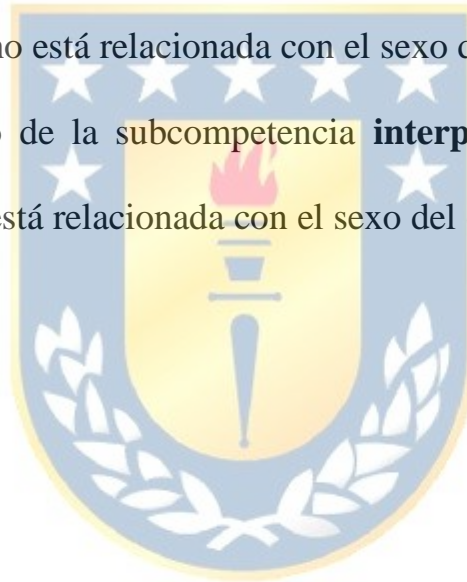 no está relacionada con el sexo d
de la subcompetencia interp
está relacionada con el sexo del